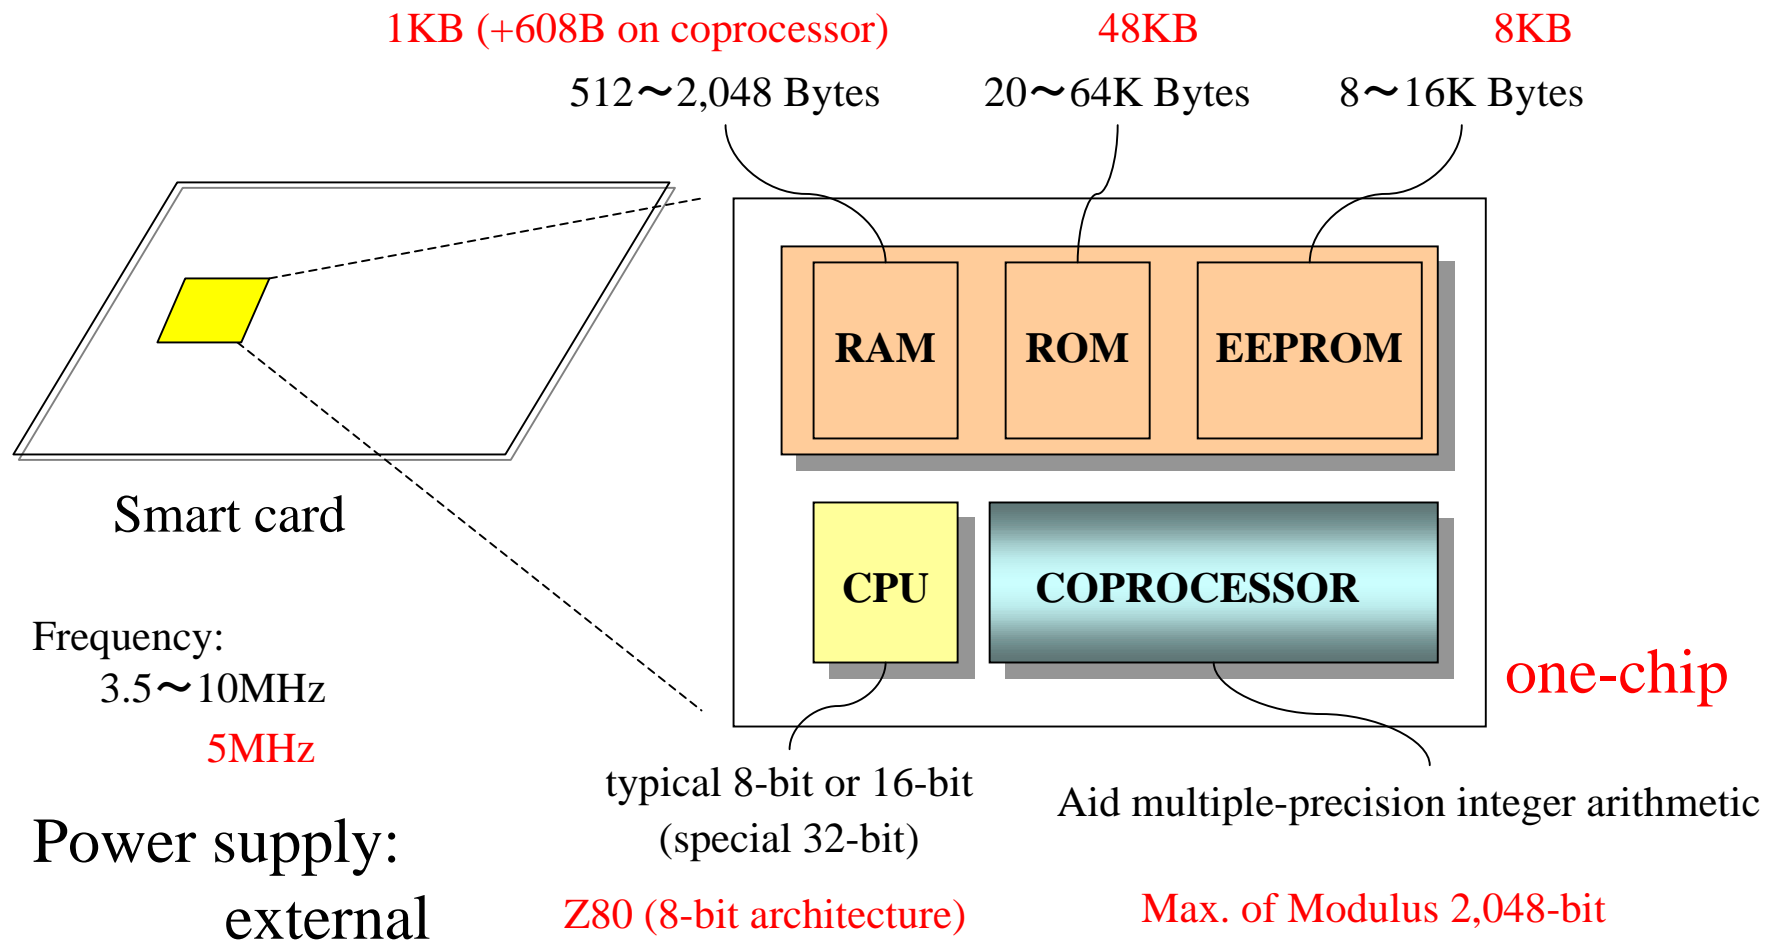 1KB (+608B on coprocessor)
48KB
8KB
512～2,048 Bytes
20～64K Bytes
8～16K Bytes
RAM
ROM
EEPROM
Smart card
CPU
COPROCESSOR
Frequency:
3.5～10MHz
5MHz
one-chip
typical 8-bit or 16-bit
(special 32-bit)
Aid multiple-precision integer arithmetic
Power supply:
external
Z80 (8-bit architecture)
Max. of Modulus 2,048-bit